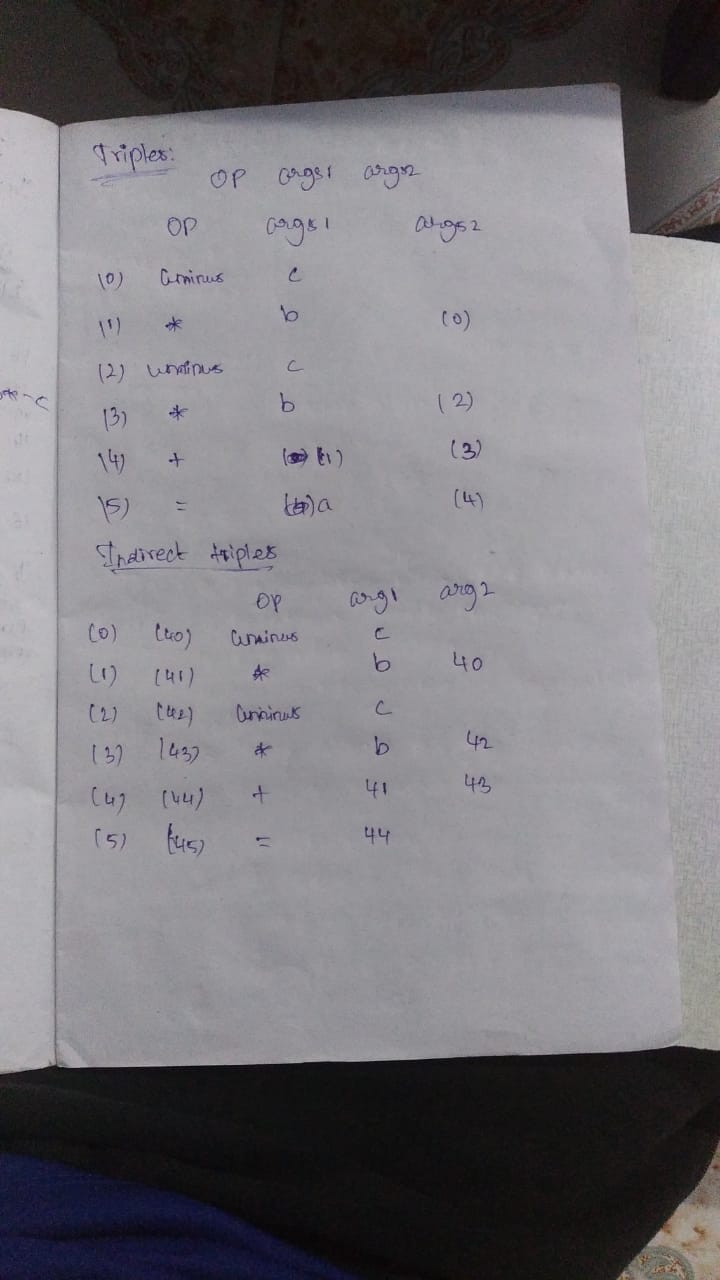 Triples:
OP args1 args2
OP args1 args2
(0) uminus c
(1) * b (0)
(2) uminus c
(3) * b (2)
(4) + (1) (3)
(5) = a (4)
Indirect triples
OP arg1 arg2
(0) (40) uminus c
(1) (41) * b 40
(2) (42) uminus c
(3) (43) * b 42
(4) (44) + 41 43
(5) (45) = 44